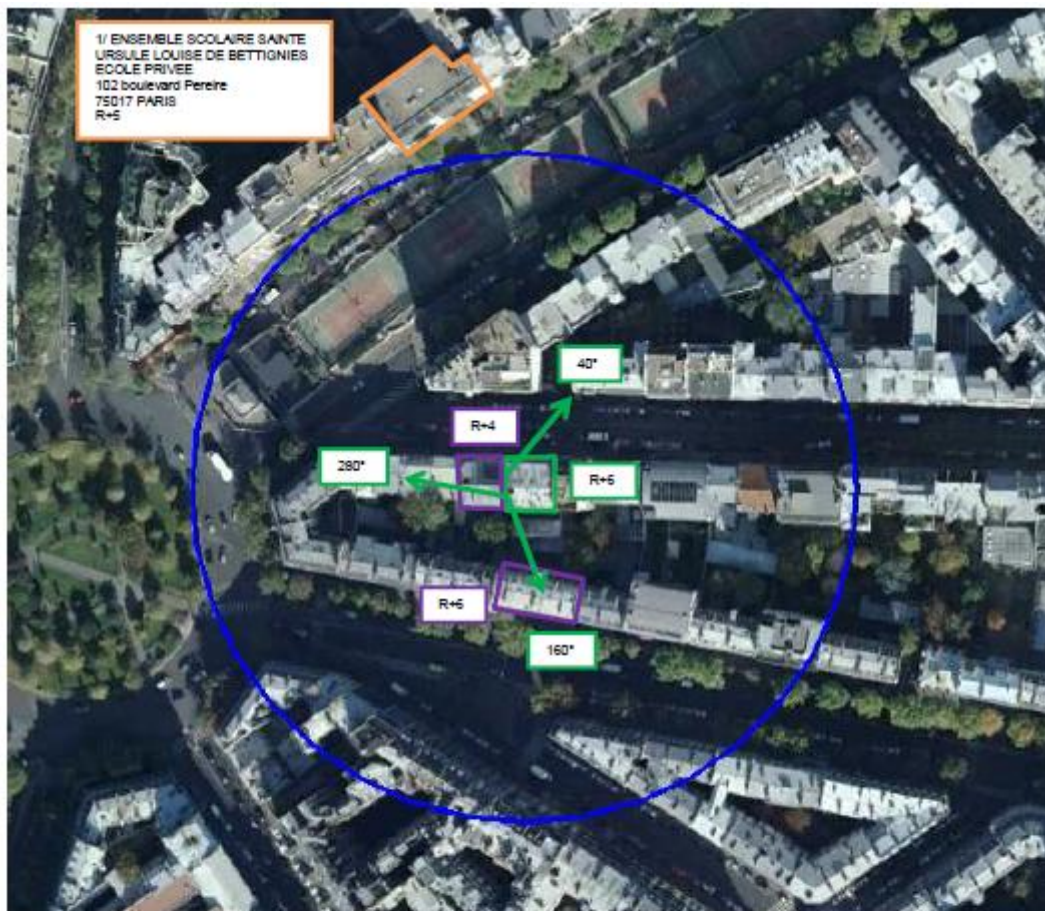 1/ ENSEMBLE SCOLAIRE SAINTE
URSULE LOUISE DE BETTIGNIES
ECOLE PRIVEE
102 boulevard Pereire
75017 PARIS
R+5
40°
R+4
280°
R+6
R+6
160°